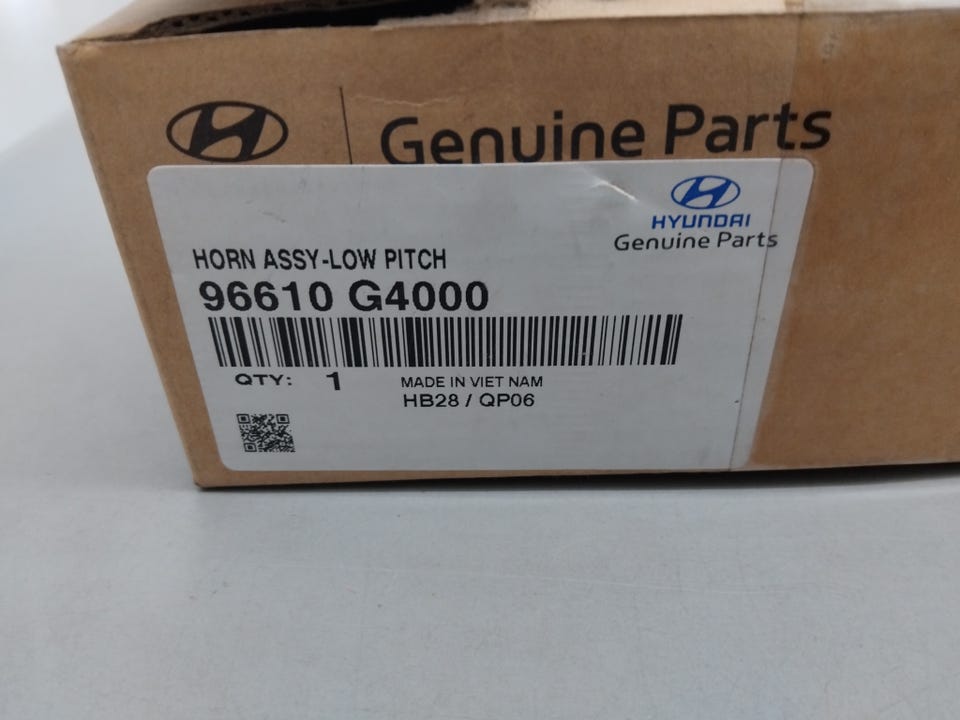 Genuine Parts
HYUNDAI
Genuine Parts
HORN ASSY-LOW PITCH
96610 G4000
QTY: 1 MADE IN VIET NAM
HB28 / QP06